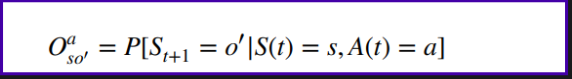 O^a_{so′} = P[S_{t+1} = o′|S(t) = s, A(t) = a]